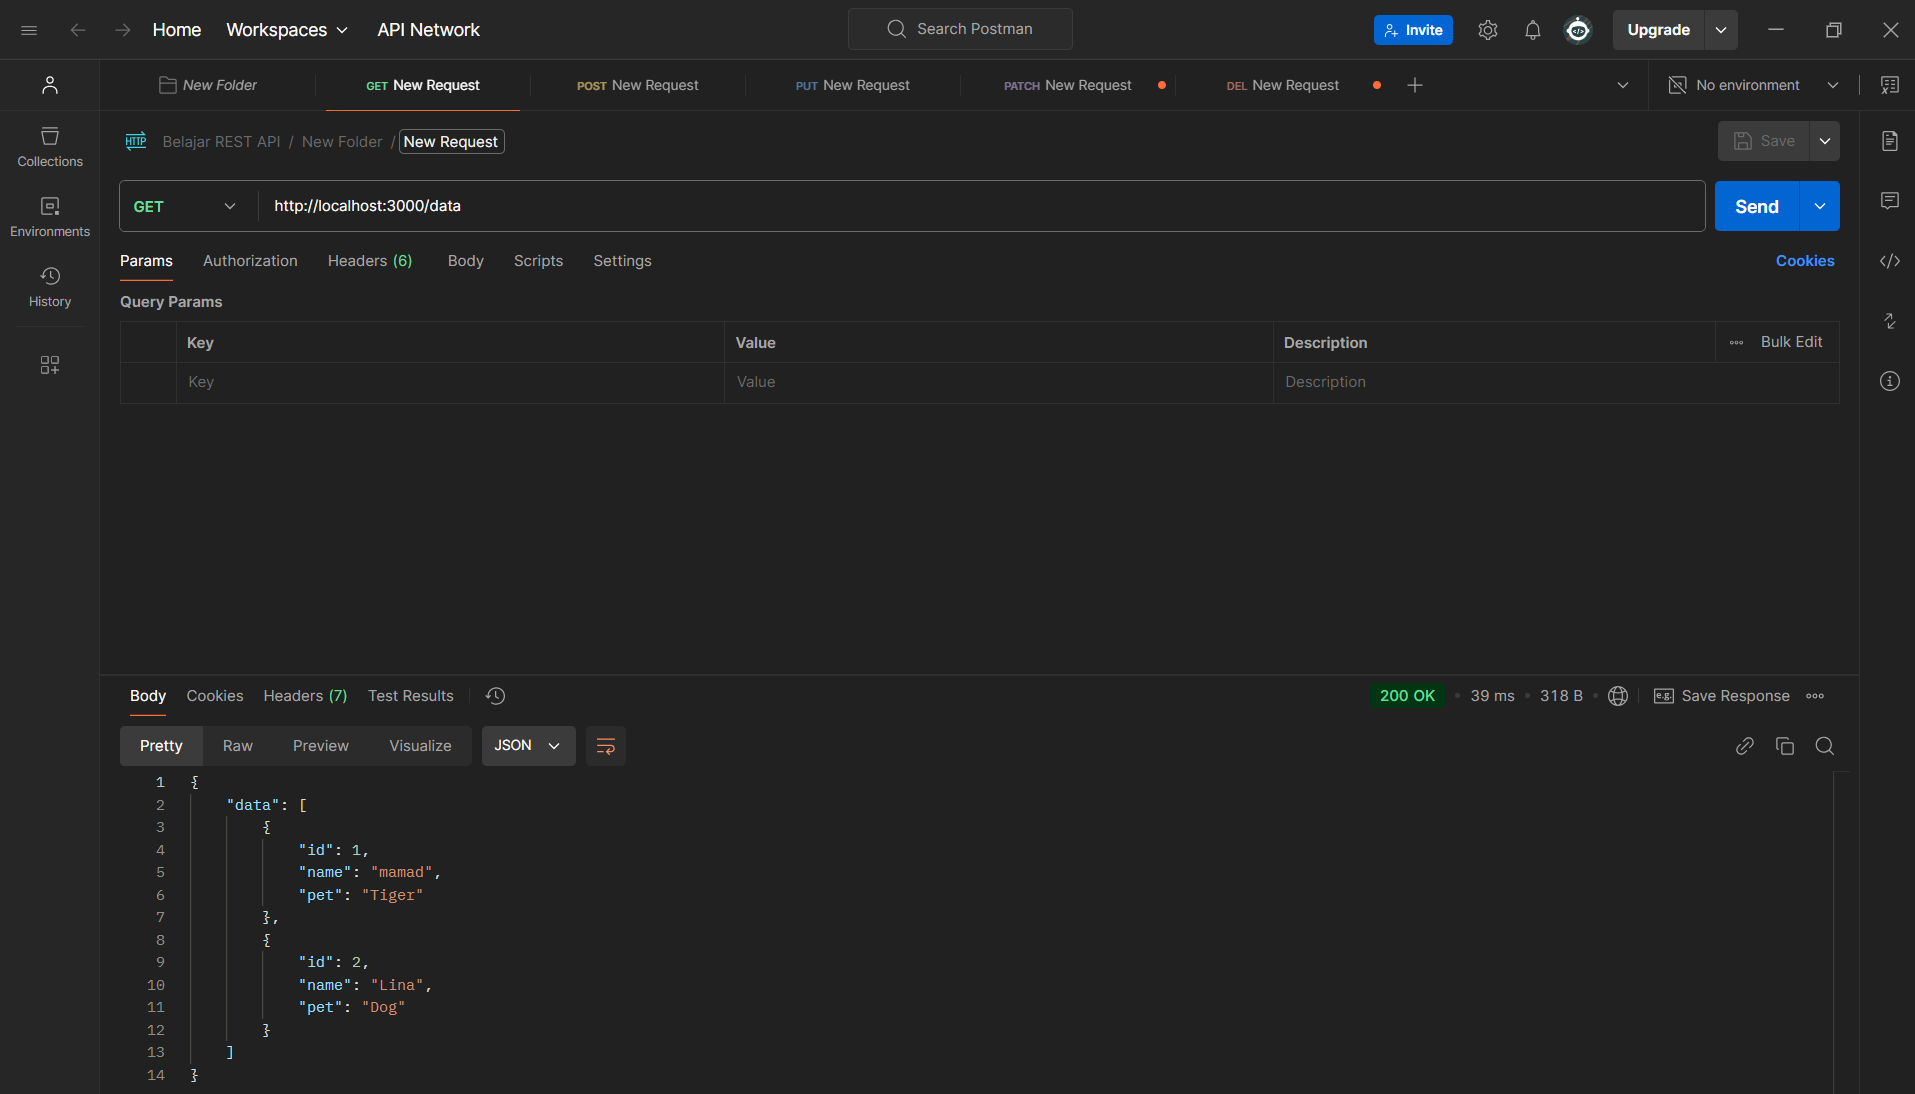 Home Workspaces API Network Search Postman Invite Upgrade
New Folder GET New Request POST New Request PUT New Request PATCH New Request DEL New Request No environment
HTTP Belajar REST API / New Folder / New Request Save
Collections
GET http://localhost:3000/data Send
Environments
Params Authorization Headers (6) Body Scripts Settings Cookies
History
Query Params
Key Value Description Bulk Edit
Key Value Description
Body Cookies Headers (7) Test Results 200 OK 39 ms 318 B e.g. Save Response
Pretty Raw Preview Visualize JSON
1 {
2 "data": [
3 {
4 "id": 1,
5 "name": "mamad",
6 "pet": "Tiger"
7 },
8 {
9 "id": 2,
10 "name": "Lina",
11 "pet": "Dog"
12 }
13 ]
14 }